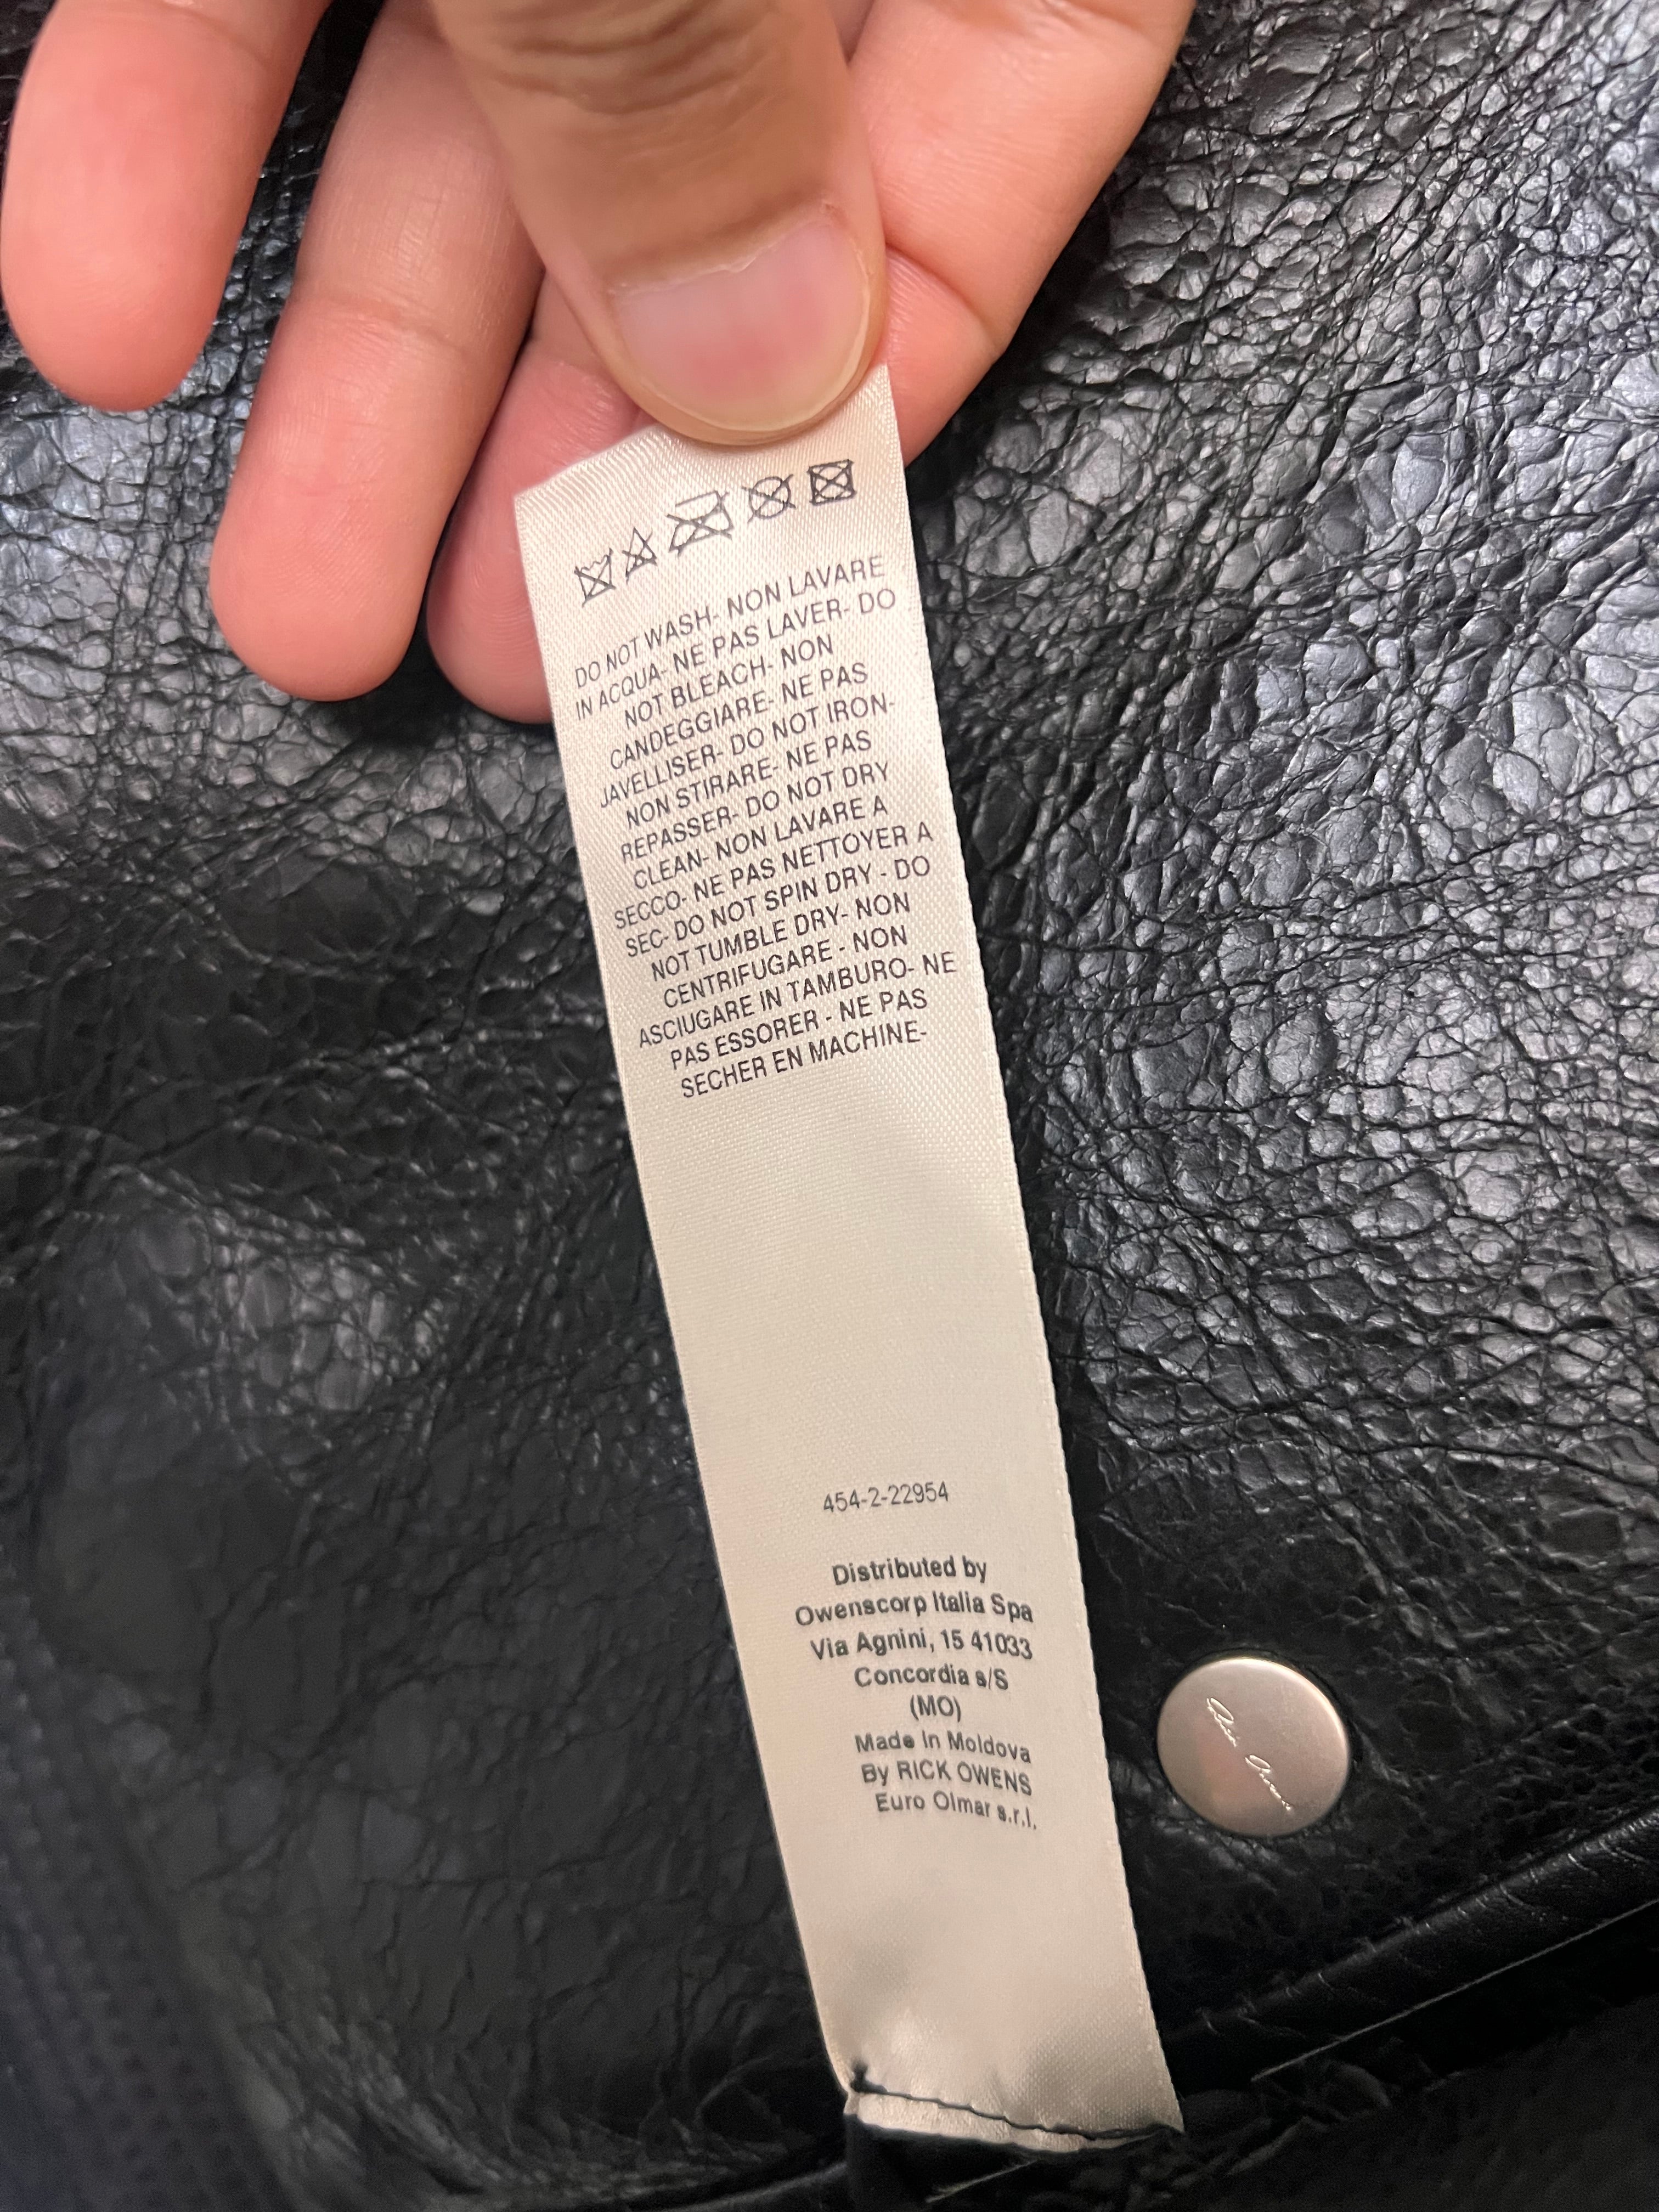 DO NOT WASH- NON LAVARE
IN ACQUA- NE PAS LAVER- DO
NOT BLEACH- NON
CANDEGGIARE- NE PAS
JAVELLISER- DO NOT IRON-
NON STIRARE- NE PAS
REPASSER- DO NOT DRY
CLEAN- NON LAVARE A
SECCO- NE PAS NETTOYER A
SEC- DO NOT SPIN DRY - DO
NOT TUMBLE DRY- NON
CENTRIFUGARE - NON
ASCIUGARE IN TAMBURO- NE
PAS ESSORER - NE PAS
SECHER EN MACHINE-
454-2-22954
Distributed by
Owenscorp Italia Spa
Via Agnini, 15 41033
Concordia s/S
(MO)
Made in Moldova
By RICK OWENS
Euro Olmar s.r.l.
Rick Owens